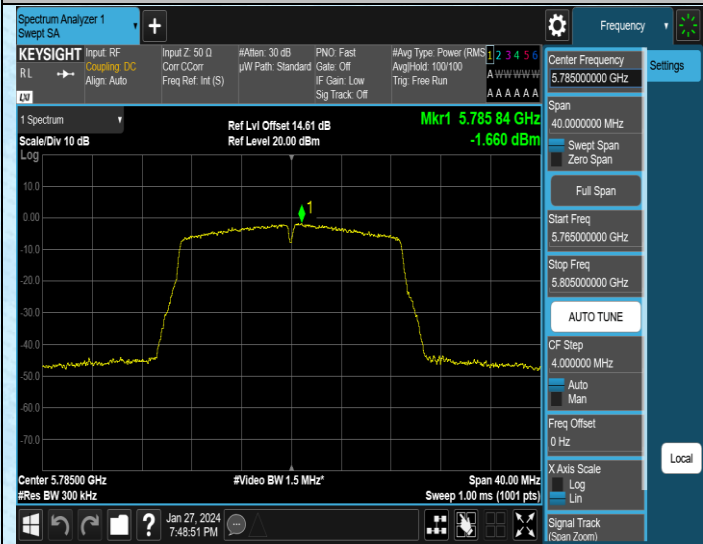 Spectrum Analyzer 1
Swept SA
Frequency
KEYSIGHT
RL
LXI
Input: RF
Coupling: DC
Align: Auto
Input Z: 50 Ω
Corr CCorr
Freq Ref: Int (S)
#Atten: 30 dB
µW Path: Standard
PNO: Fast
Gate: Off
IF Gain: Low
Sig Track: Off
#Avg Type: Power (RMS
Avg|Hold: 100/100
Trig: Free Run
1 2 3 4 5 6
A W W W W W
A A A A A A
1 Spectrum
Scale/Div 10 dB
Log
Ref Lvl Offset 14.61 dB
Ref Level 20.00 dBm
Mkr1 5.785 84 GHz
-1.660 dBm
1
10.0
0.00
-10.0
-20.0
-30.0
-40.0
-50.0
-60.0
-70.0
Center 5.78500 GHz
#Res BW 300 kHz
#Video BW 1.5 MHz*
Span 40.00 MHz
Sweep 1.00 ms (1001 pts)
Jan 27, 2024
7:48:51 PM
?
Center Frequency
5.785000000 GHz
Span
40.0000000 MHz
Swept Span
Zero Span
Full Span
Start Freq
5.765000000 GHz
Stop Freq
5.805000000 GHz
AUTO TUNE
CF Step
4.000000 MHz
Auto
Man
Freq Offset
0 Hz
X Axis Scale
Log
Lin
Signal Track
(Span Zoom)
Settings
Local